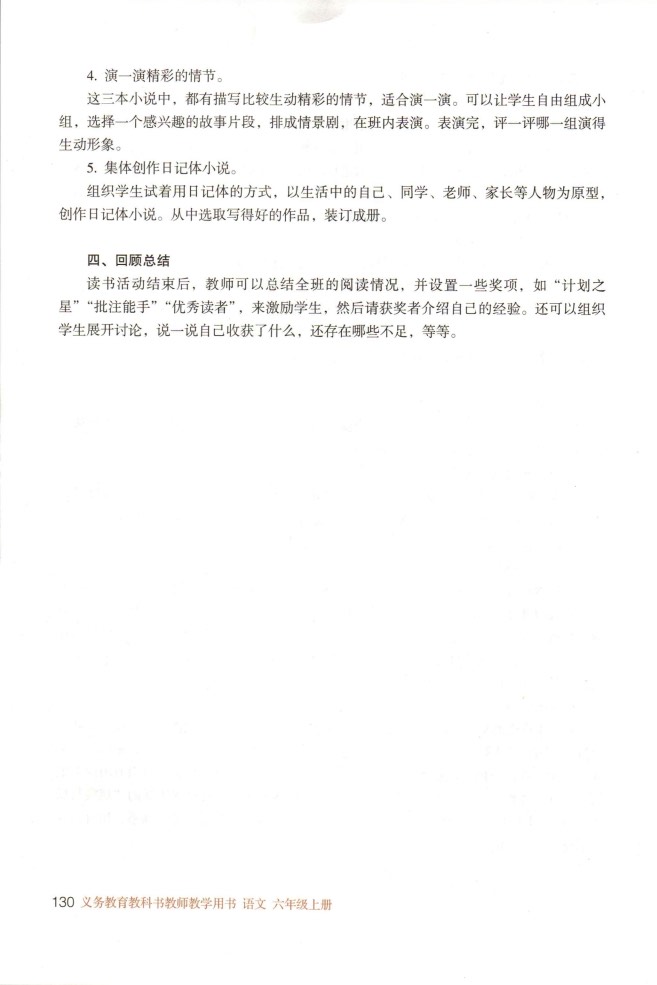 4. 演一演精彩的情节。
这三本小说中，都有描写比较生动精彩的情节，适合演一演。可以让学生自由组成小
组，选择一个感兴趣的故事片段，排成情景剧，在班内表演。表演完，评一评哪一组演得
生动形象。
5. 集体创作日记体小说。
组织学生试着用日记体的方式，以生活中的自己、同学、老师、家长等人物为原型，
创作日记体小说。从中选取写得好的作品，装订成册。
四、回顾总结
读书活动结束后，教师可以总结全班的阅读情况，并设置一些奖项，如“计划之
星”“批注能手”“优秀读者”，来激励学生，然后请获奖者介绍自己的经验。还可以组织
学生展开讨论，说一说自己收获了什么，还存在哪些不足，等等。
130 义务教育教科书教师教学用书 语文 六年级上册